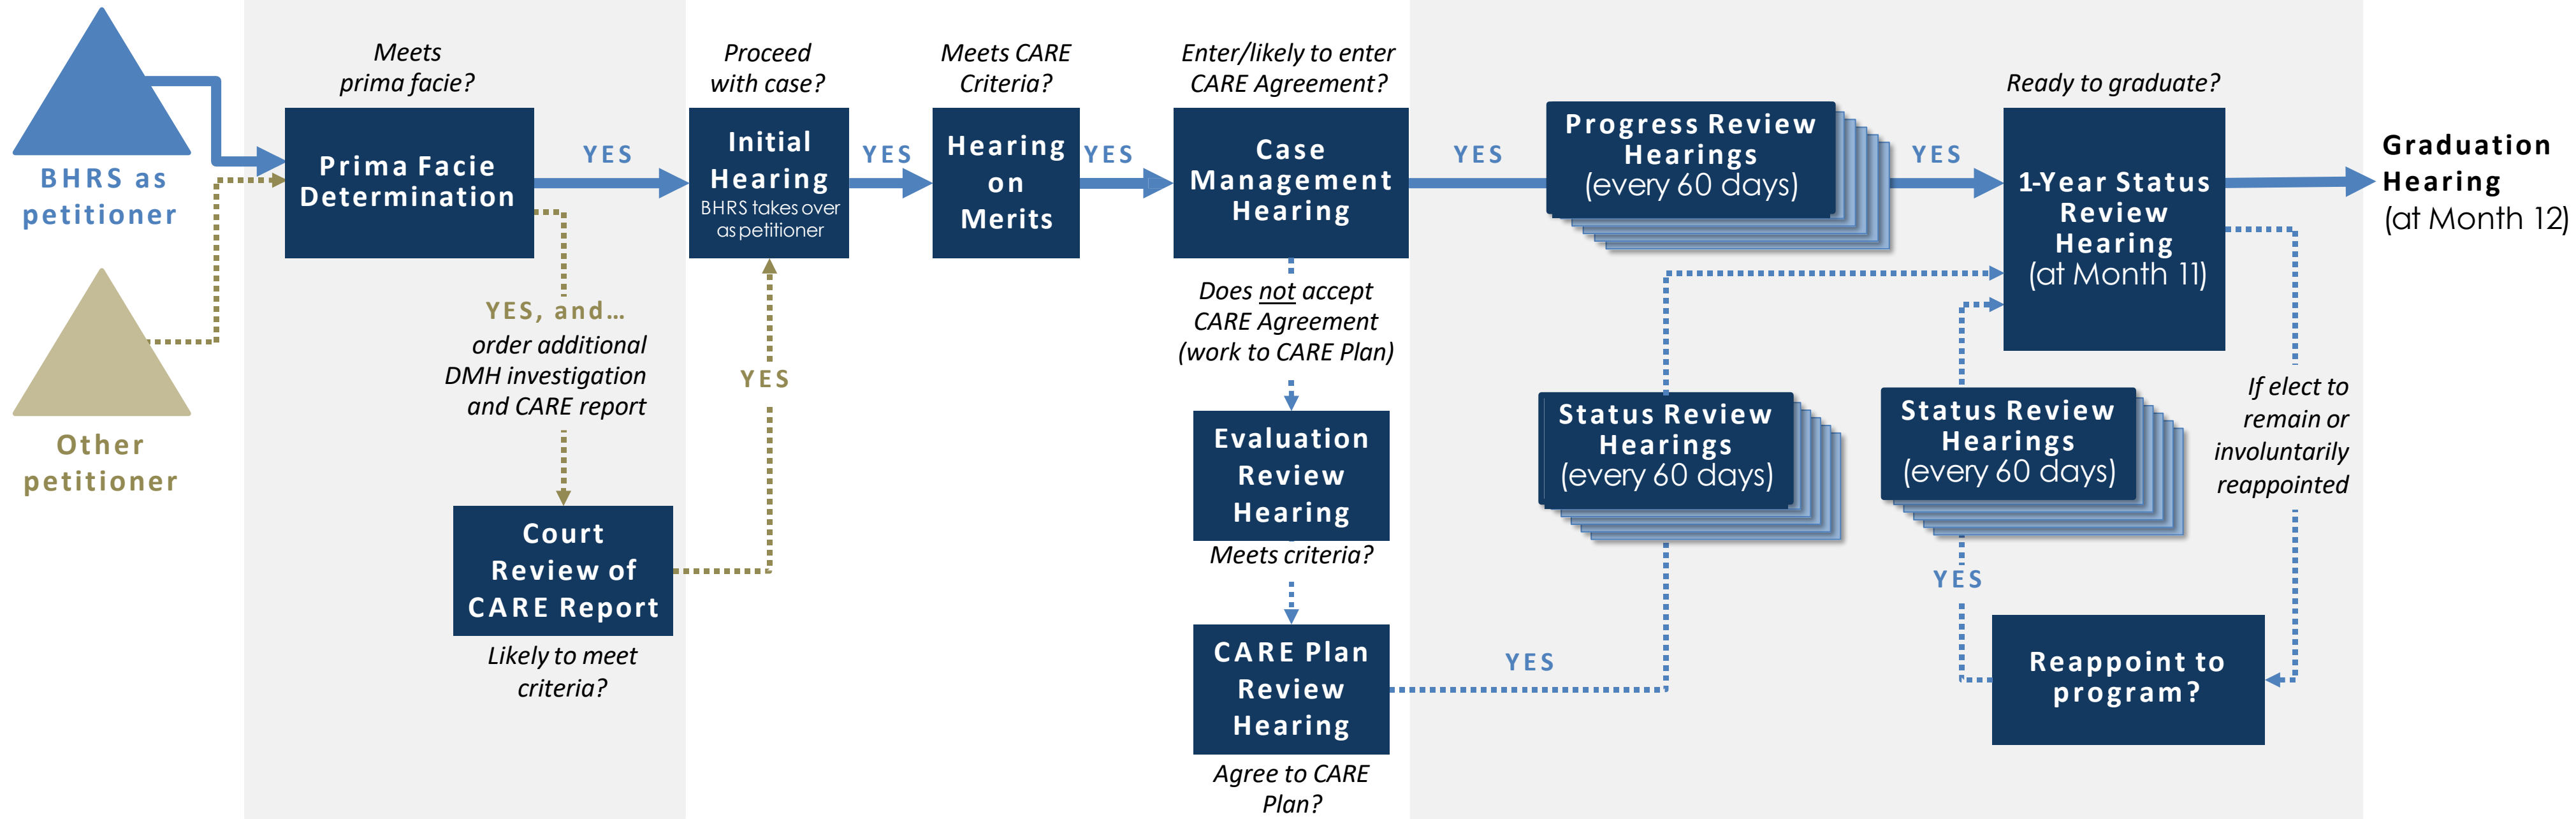 BHRS as
petitioner
Other
petitioner
Meets
prima facie?
Prima Facie
Determination
YES
YES, and…
order additional
DMH investigation
and CARE report
Court
Review of
CARE Report
Likely to meet
criteria?
YES
Proceed
with case?
Initial
Hearing
BHRS takes over
as petitioner
YES
Meets CARE
Criteria?
Hearing
on
Merits
YES
Enter/likely to enter
CARE Agreement?
Case
Management
Hearing
Does not accept
CARE Agreement
(work to CARE Plan)
Evaluation
Review
Hearing
Meets criteria?
CARE Plan
Review
Hearing
Agree to CARE
Plan?
YES
Progress Review
Hearings
(every 60 days)
YES
YES
Status Review
Hearings
(every 60 days)
Ready to graduate?
1-Year Status
Review
Hearing
(at Month 11)
Status Review
Hearings
(every 60 days)
YES
If elect to
remain or
involuntarily
reappointed
Reappoint to
program?
Graduation
Hearing
(at Month 12)